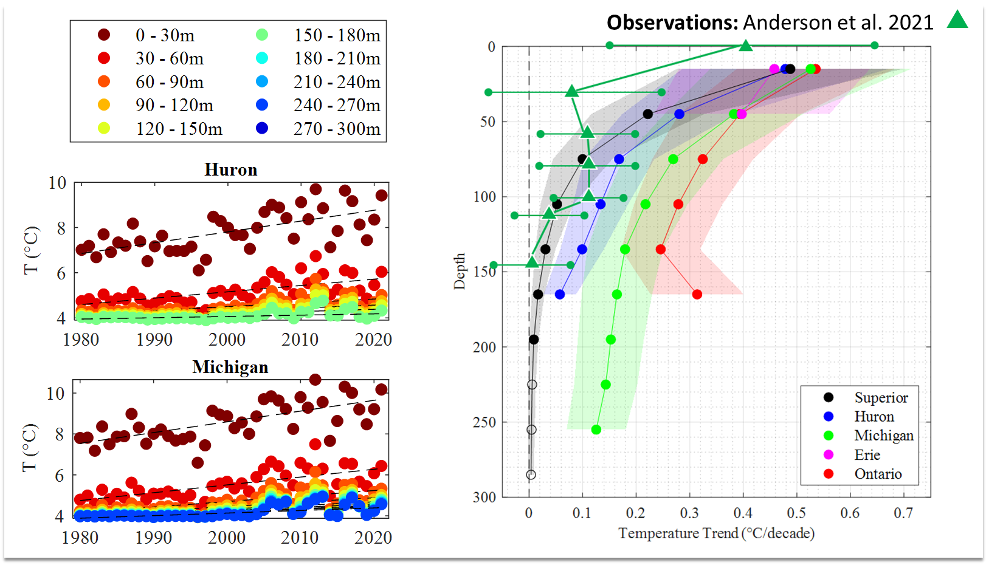 Observations: Anderson et al. 2021
0 - 30m
30 - 60m
60 - 90m
90 - 120m
120 - 150m
150 - 180m
180 - 210m
210 - 240m
240 - 270m
270 - 300m
Huron
10
8
6
4
T (°C)
1980
1990
2000
2010
2020
Michigan
10
8
6
4
T (°C)
1980
1990
2000
2010
2020
0
50
100
150
200
250
300
Depth
0
0.1
0.2
0.3
0.4
0.5
0.6
0.7
Temperature Trend (°C/decade)
Superior
Huron
Michigan
Erie
Ontario